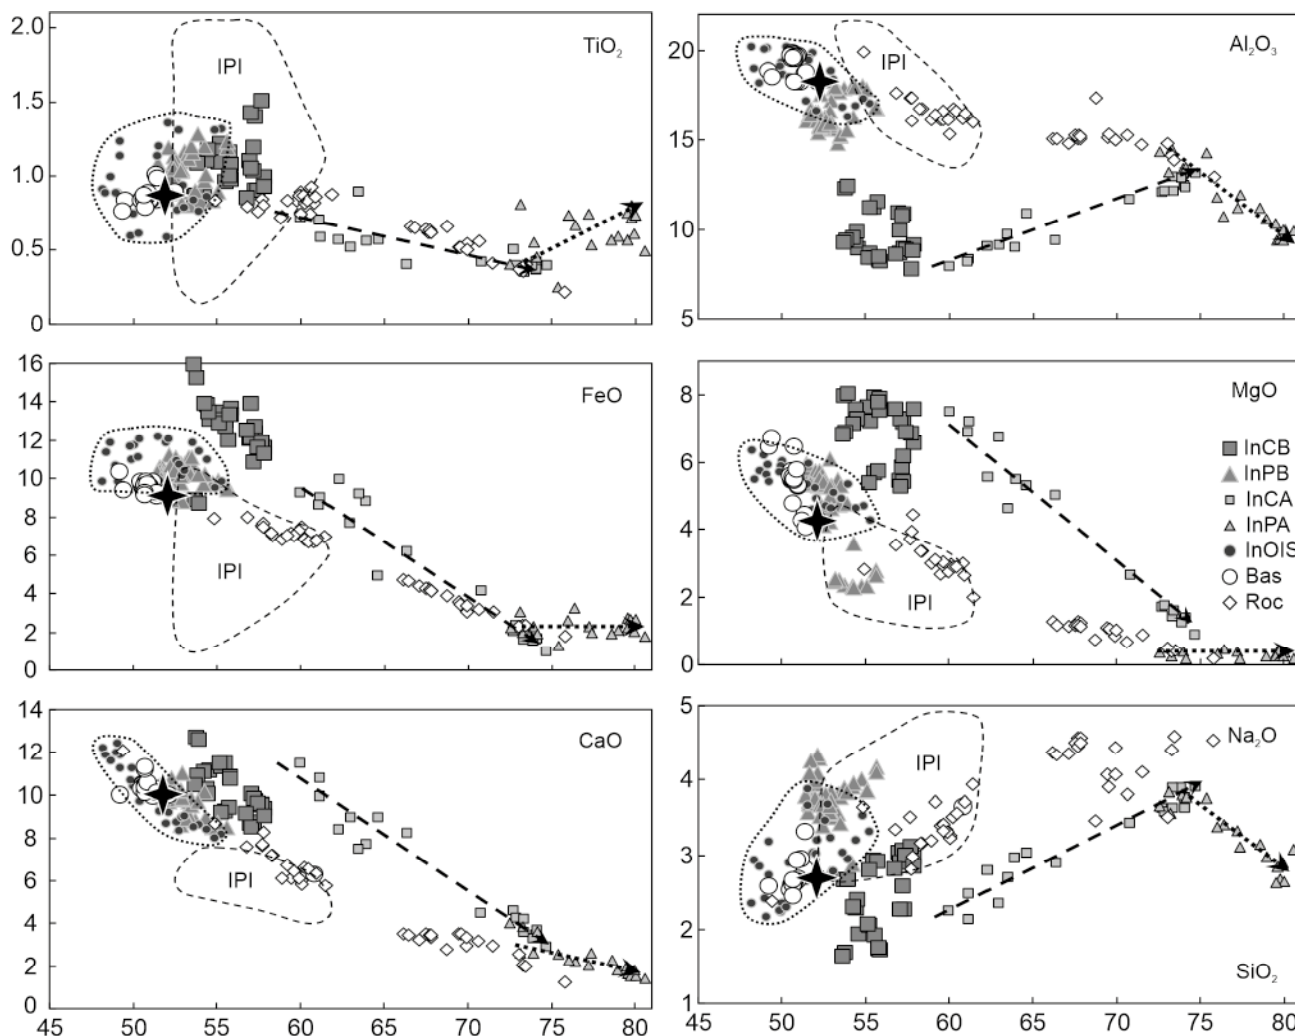 2.0
1.5
1.0
0.5
0
TiO₂
IPI
20
15
10
5
Al₂O₃
IPI
16
14
12
10
8
6
4
2
0
FeO
IPI
8
6
4
2
0
MgO
IPI
InCB
InPB
InCA
InPA
InOIS
Bas
Roc
14
12
10
8
6
4
2
0
CaO
IPI
45 50 55 60 65 70 75 80
5
4
3
2
1
Na₂O
IPI
SiO₂
45 50 55 60 65 70 75 80